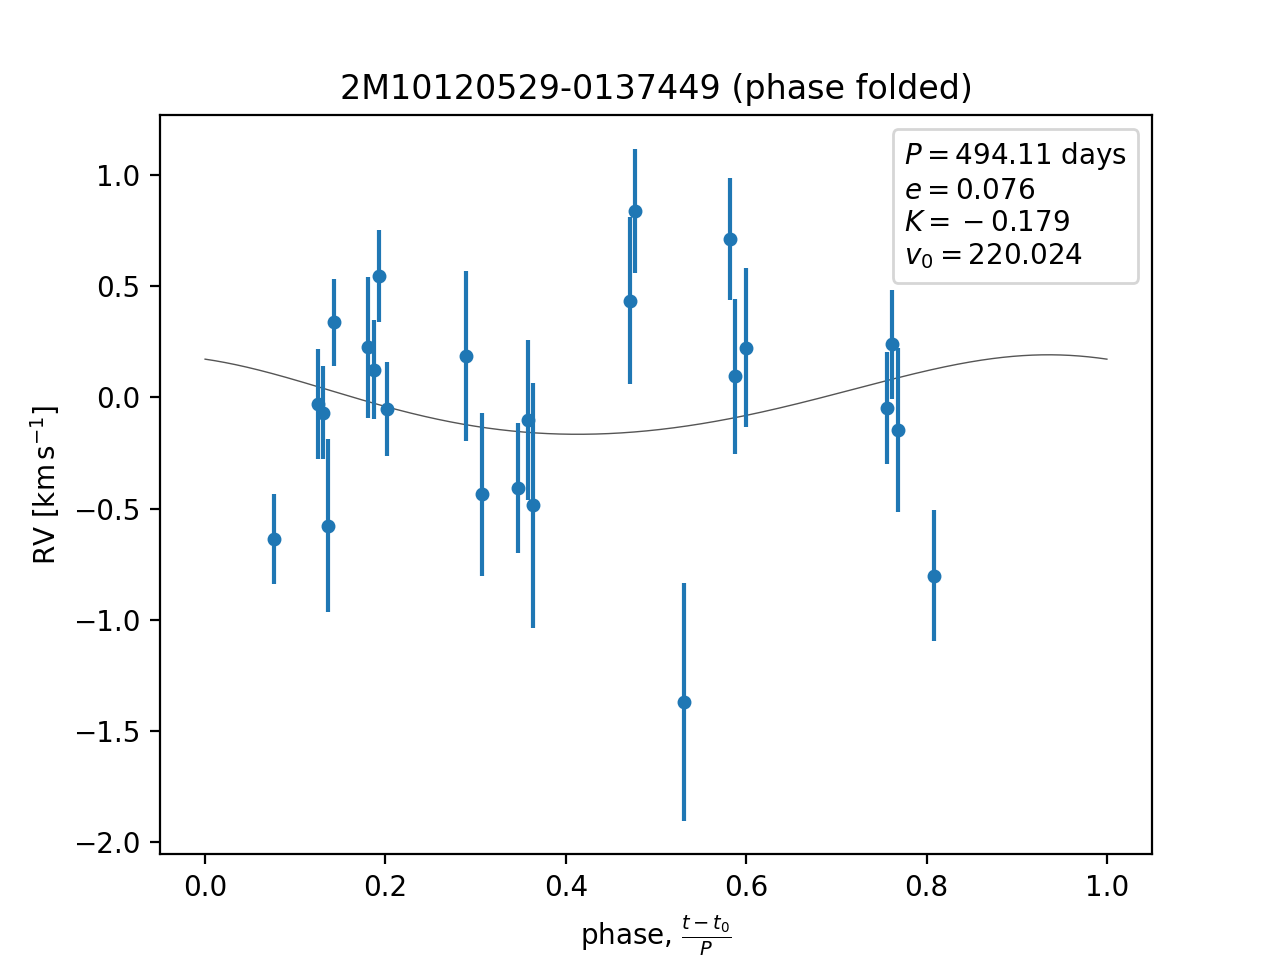 2M10120529-0137449 (phase folded)
P = 494.11 days
e = 0.076
K = −0.179
v₀ = 220.024
1.0
0.5
0.0
−0.5
−1.0
−1.5
−2.0
RV [km s⁻¹]
0.0 0.2 0.4 0.6 0.8 1.0
phase, (t − t₀)/P